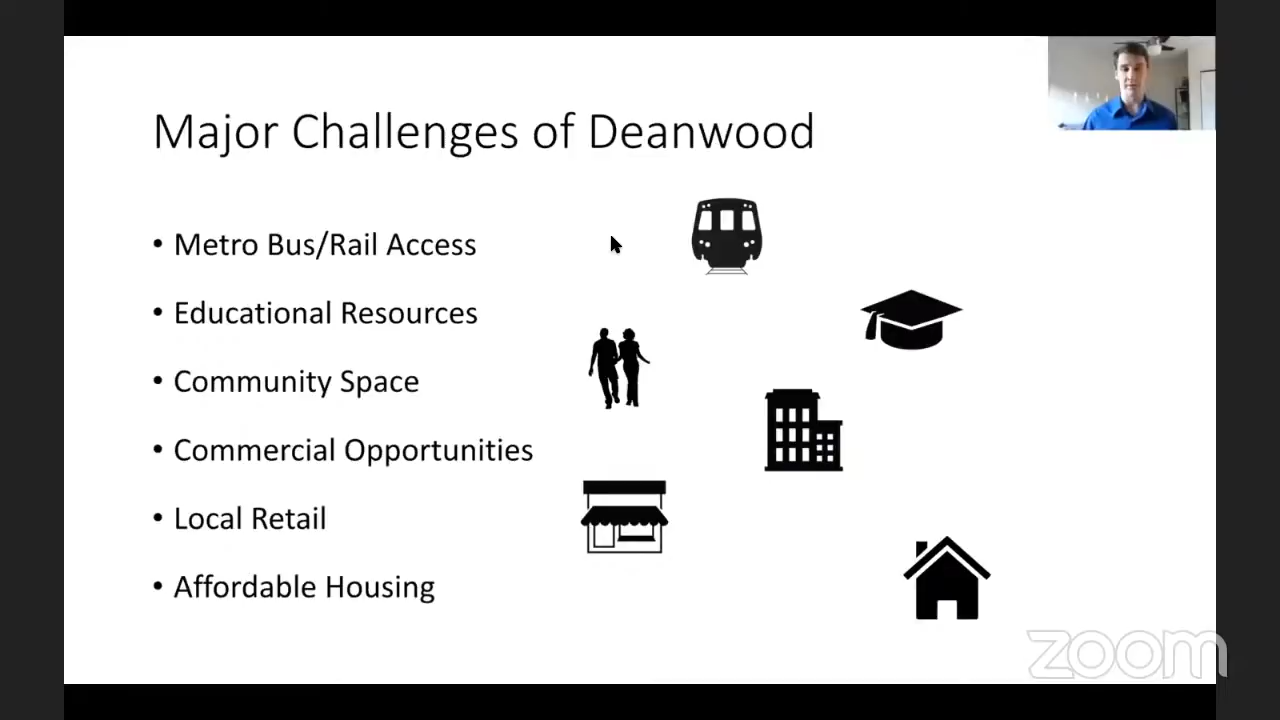 Major Challenges of Deanwood
• Metro Bus/Rail Access
• Educational Resources
• Community Space
• Commercial Opportunities
• Local Retail
• Affordable Housing
zoom